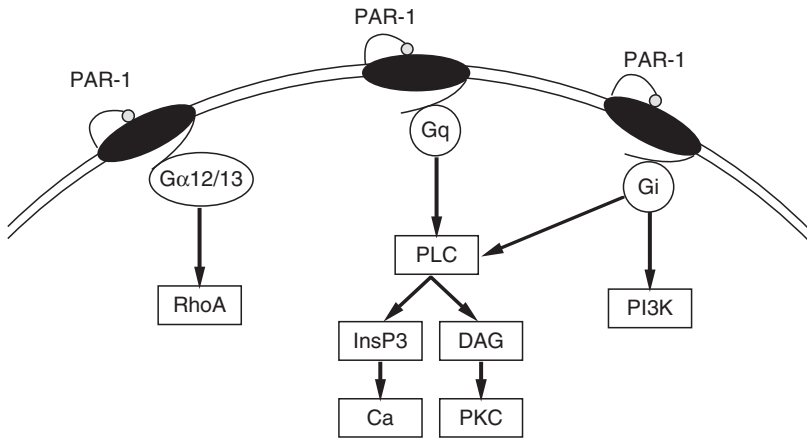 PAR-1
PAR-1
PAR-1
Gq
Gα12/13
Gi
PLC
RhoA
PI3K
InsP3
DAG
Ca
PKC